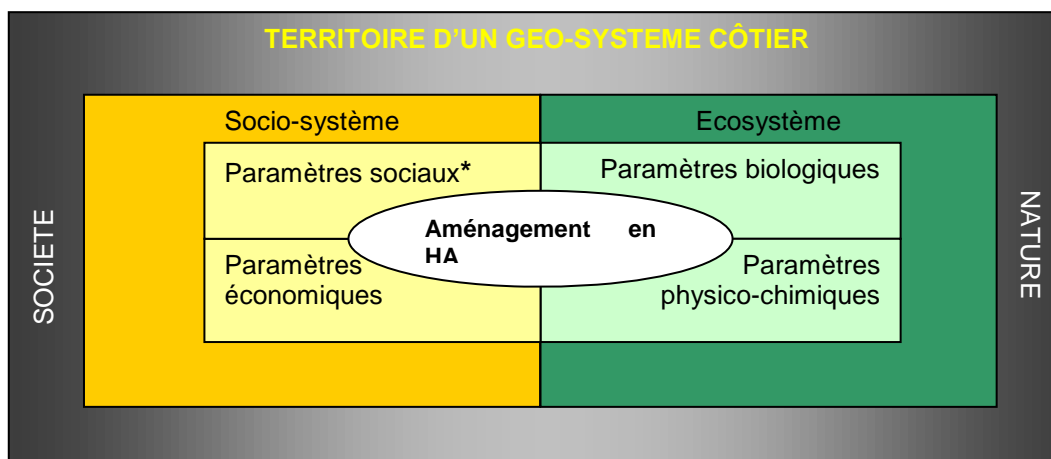 TERRITOIRE D’UN GEO-SYSTEME CÔTIER
Socio-système
Ecosystème
Paramètres sociaux*
Paramètres biologiques
Aménagement en
HA
Paramètres
économiques
Paramètres
physico-chimiques
SOCIETE
NATURE